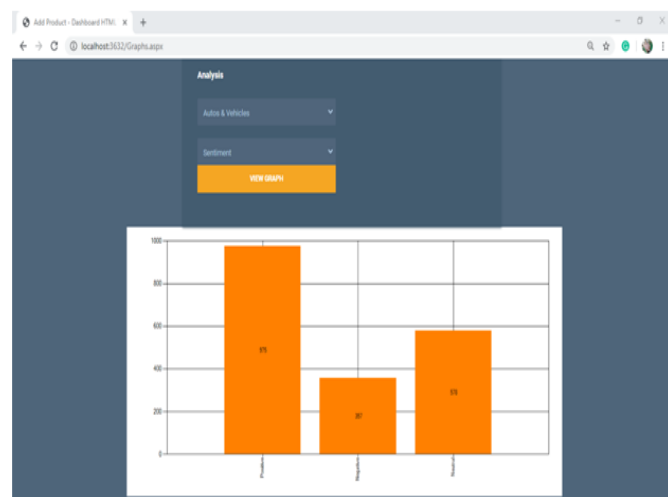 Add Product - Dashboard HTML
localhost:3632/Graphs.aspx
Analysis
Autos & Vehicles
Sentiment
VIEW GRAPH
1000
800
600
400
200
0
975
357
578
Positive
Negative
Neutral